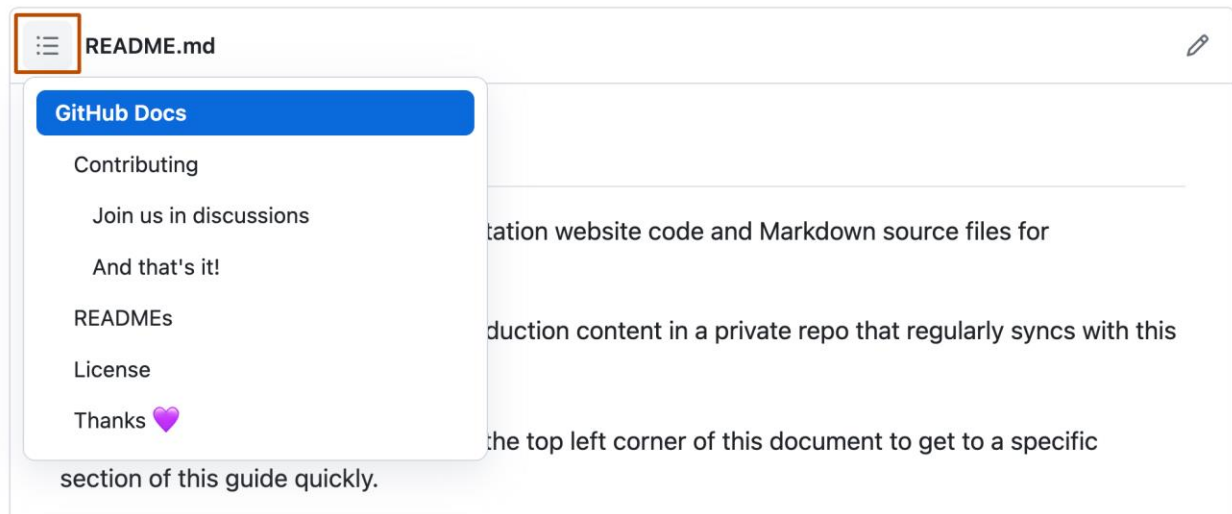 README.md
GitHub Docs
Contributing
Join us in discussions
And that's it!
READMEs
License
Thanks 💜
tation website code and Markdown source files for
duction content in a private repo that regularly syncs with this
the top left corner of this document to get to a specific
section of this guide quickly.